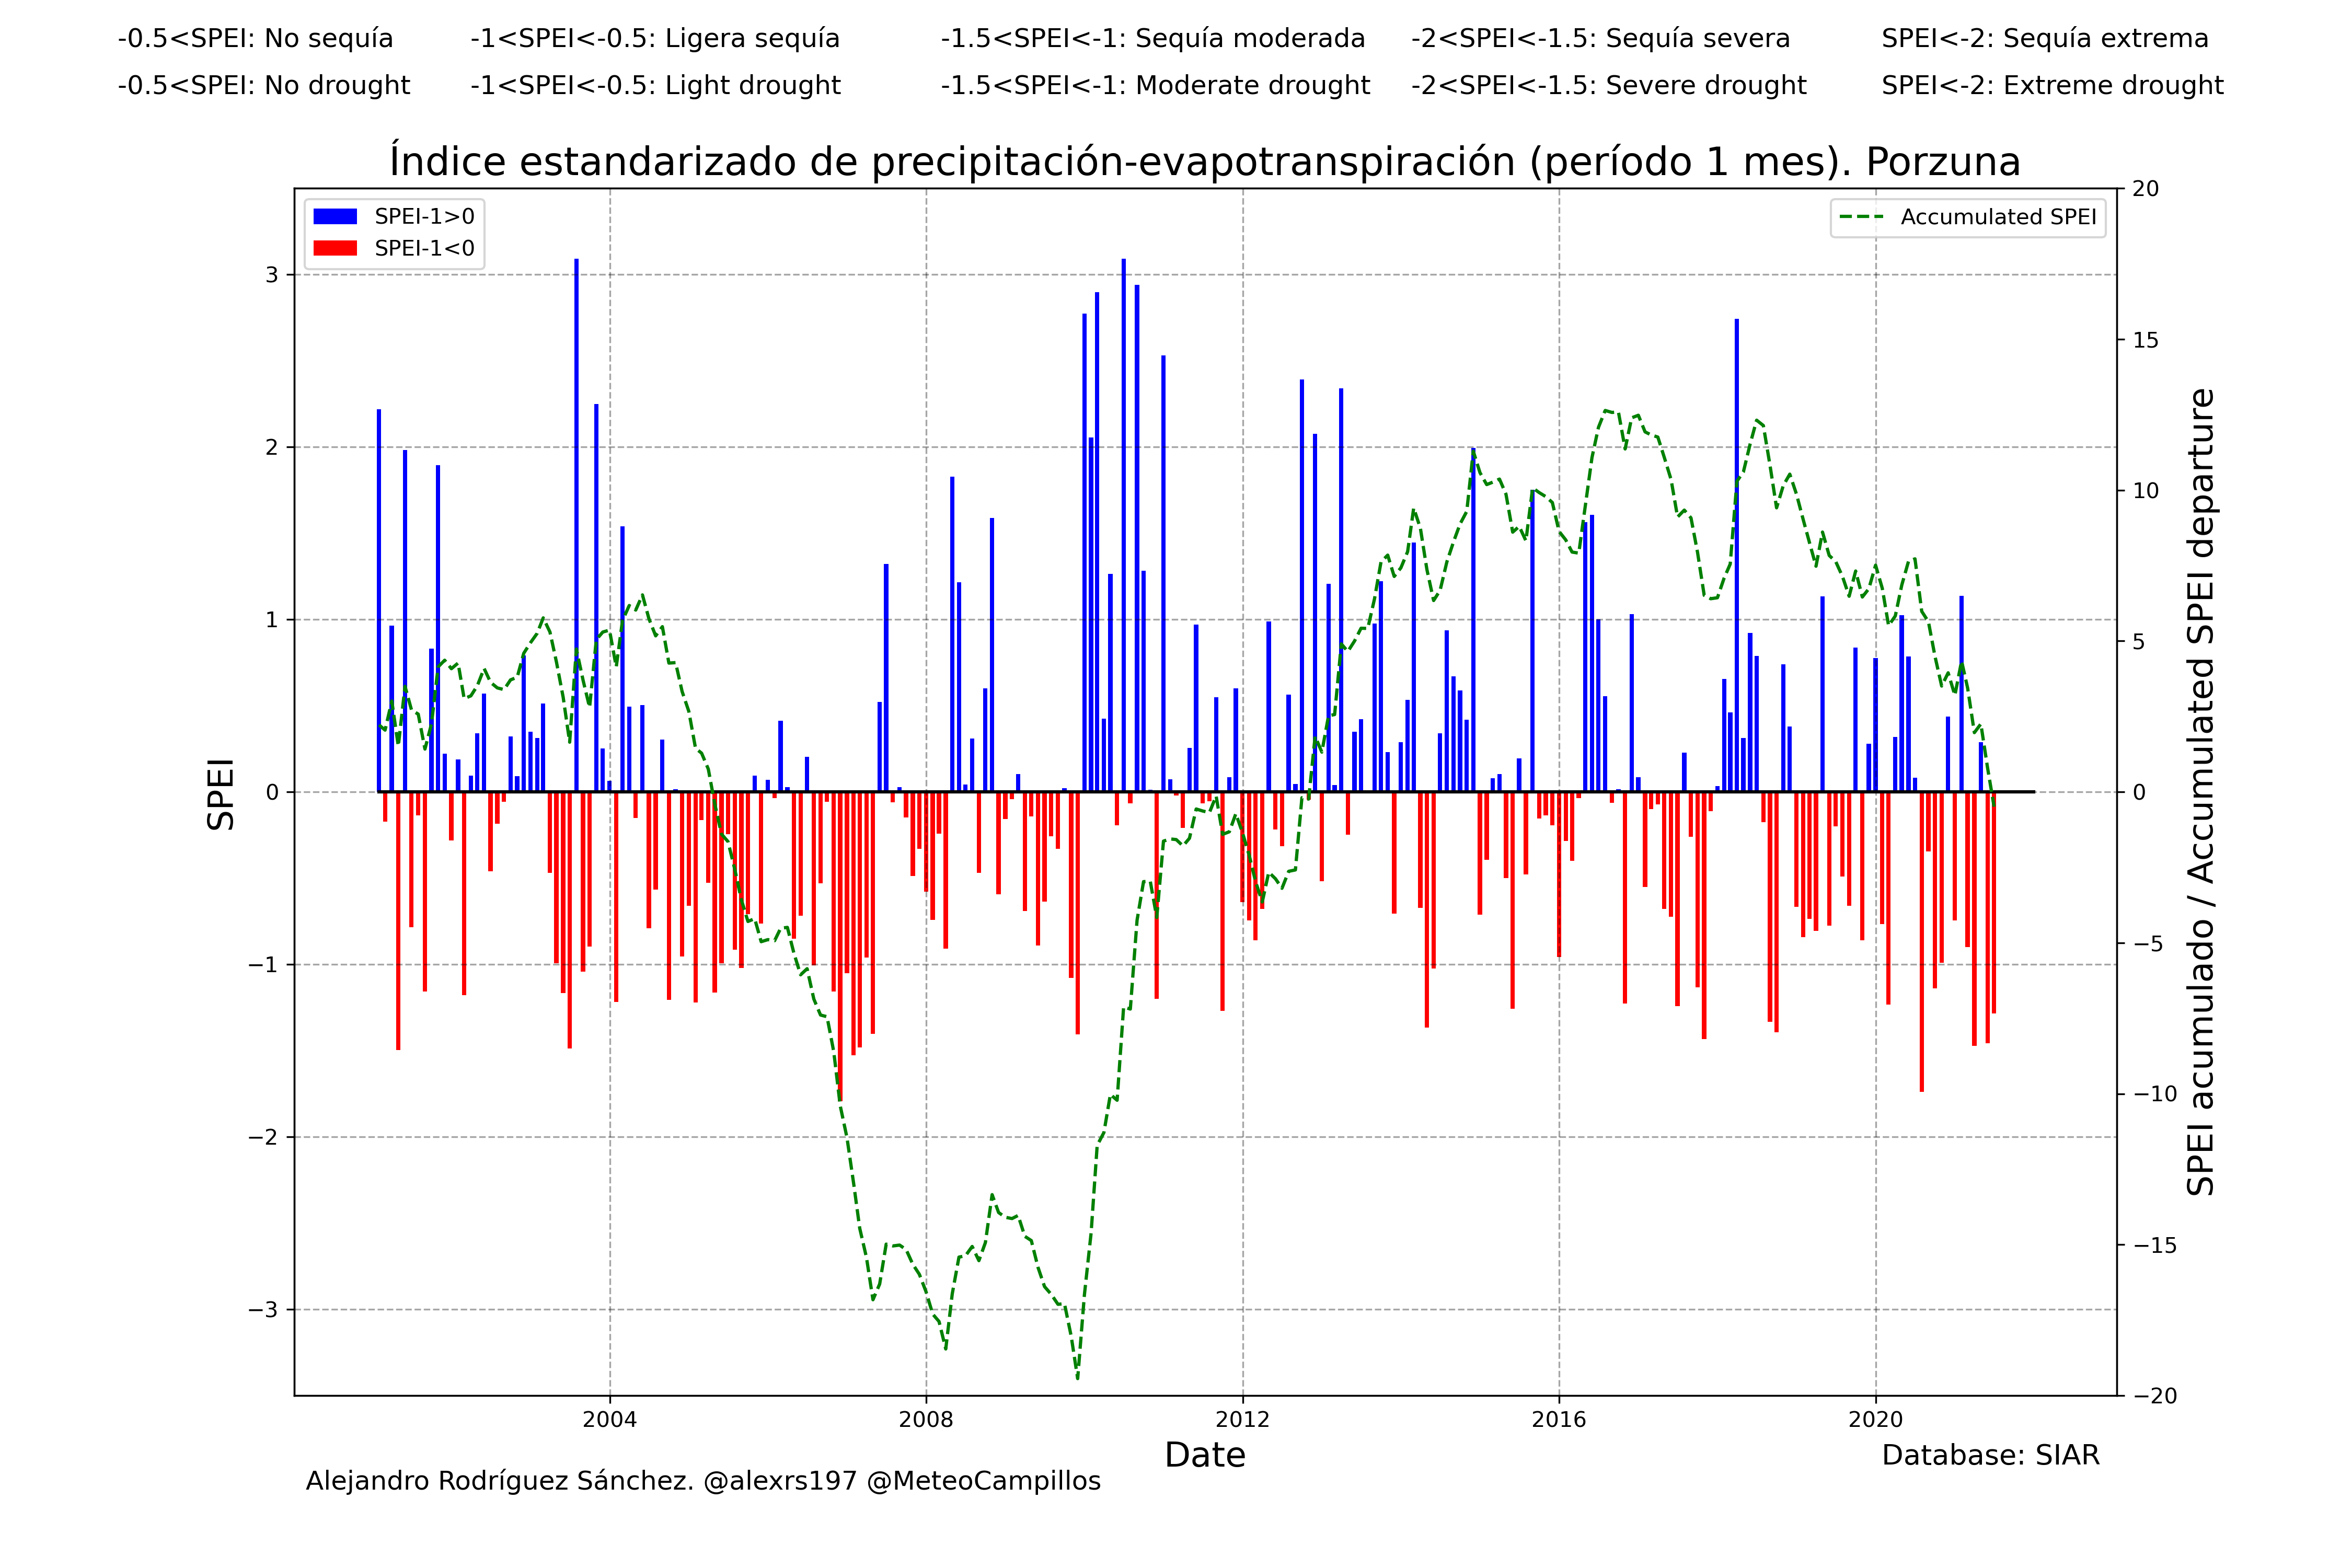 -0.5<SPEI: No sequía -1<SPEI<-0.5: Ligera sequía -1.5<SPEI<-1: Sequía moderada -2<SPEI<-1.5: Sequía severa SPEI<-2: Sequía extrema
-0.5<SPEI: No drought -1<SPEI<-0.5: Light drought -1.5<SPEI<-1: Moderate drought -2<SPEI<-1.5: Severe drought SPEI<-2: Extreme drought
Índice estandarizado de precipitación-evapotranspiración (período 1 mes). Porzuna
SPEI-1>0
SPEI-1<0
Accumulated SPEI
SPEI
3
2
1
0
−1
−2
−3
20
15
10
5
0
−5
−10
−15
−20
SPEI acumulado / Accumulated SPEI departure
2004 2008 2012 2016 2020
Date
Database: SIAR
Alejandro Rodríguez Sánchez. @alexrs197 @MeteoCampillos